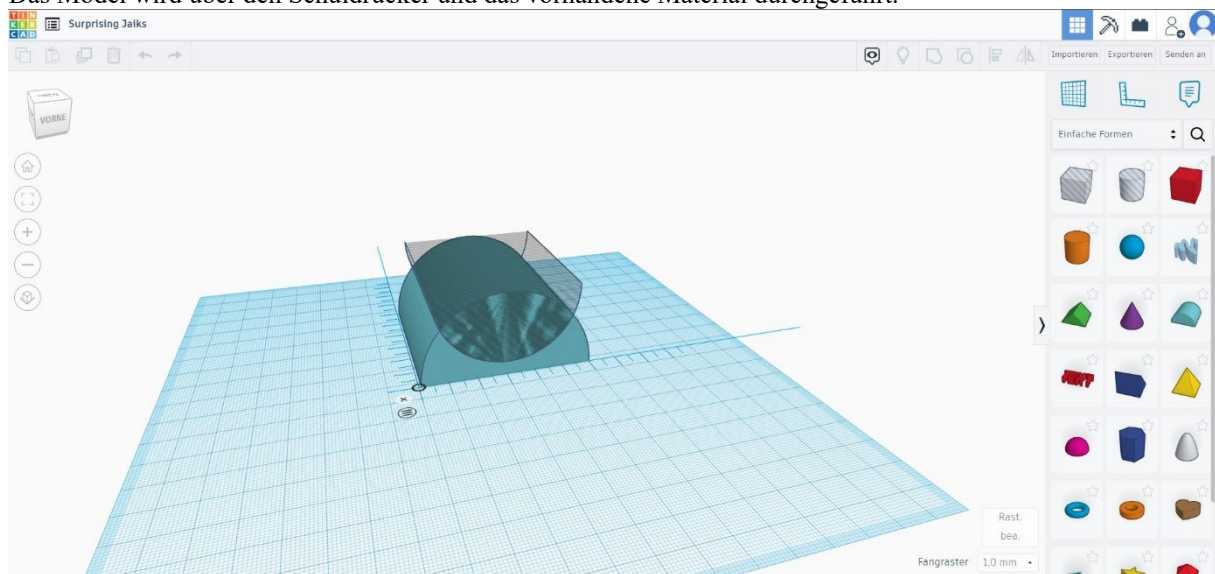 Das Model wird über den Schuldrucker und das vorhandene Material durchgeführt.
TIN
KER
CAD
Surprising Jaiks
Importieren
Exportieren
Senden an
VORNE
Einfache Formen
TEXT
Rast.
bea.
Fangraster
1,0 mm